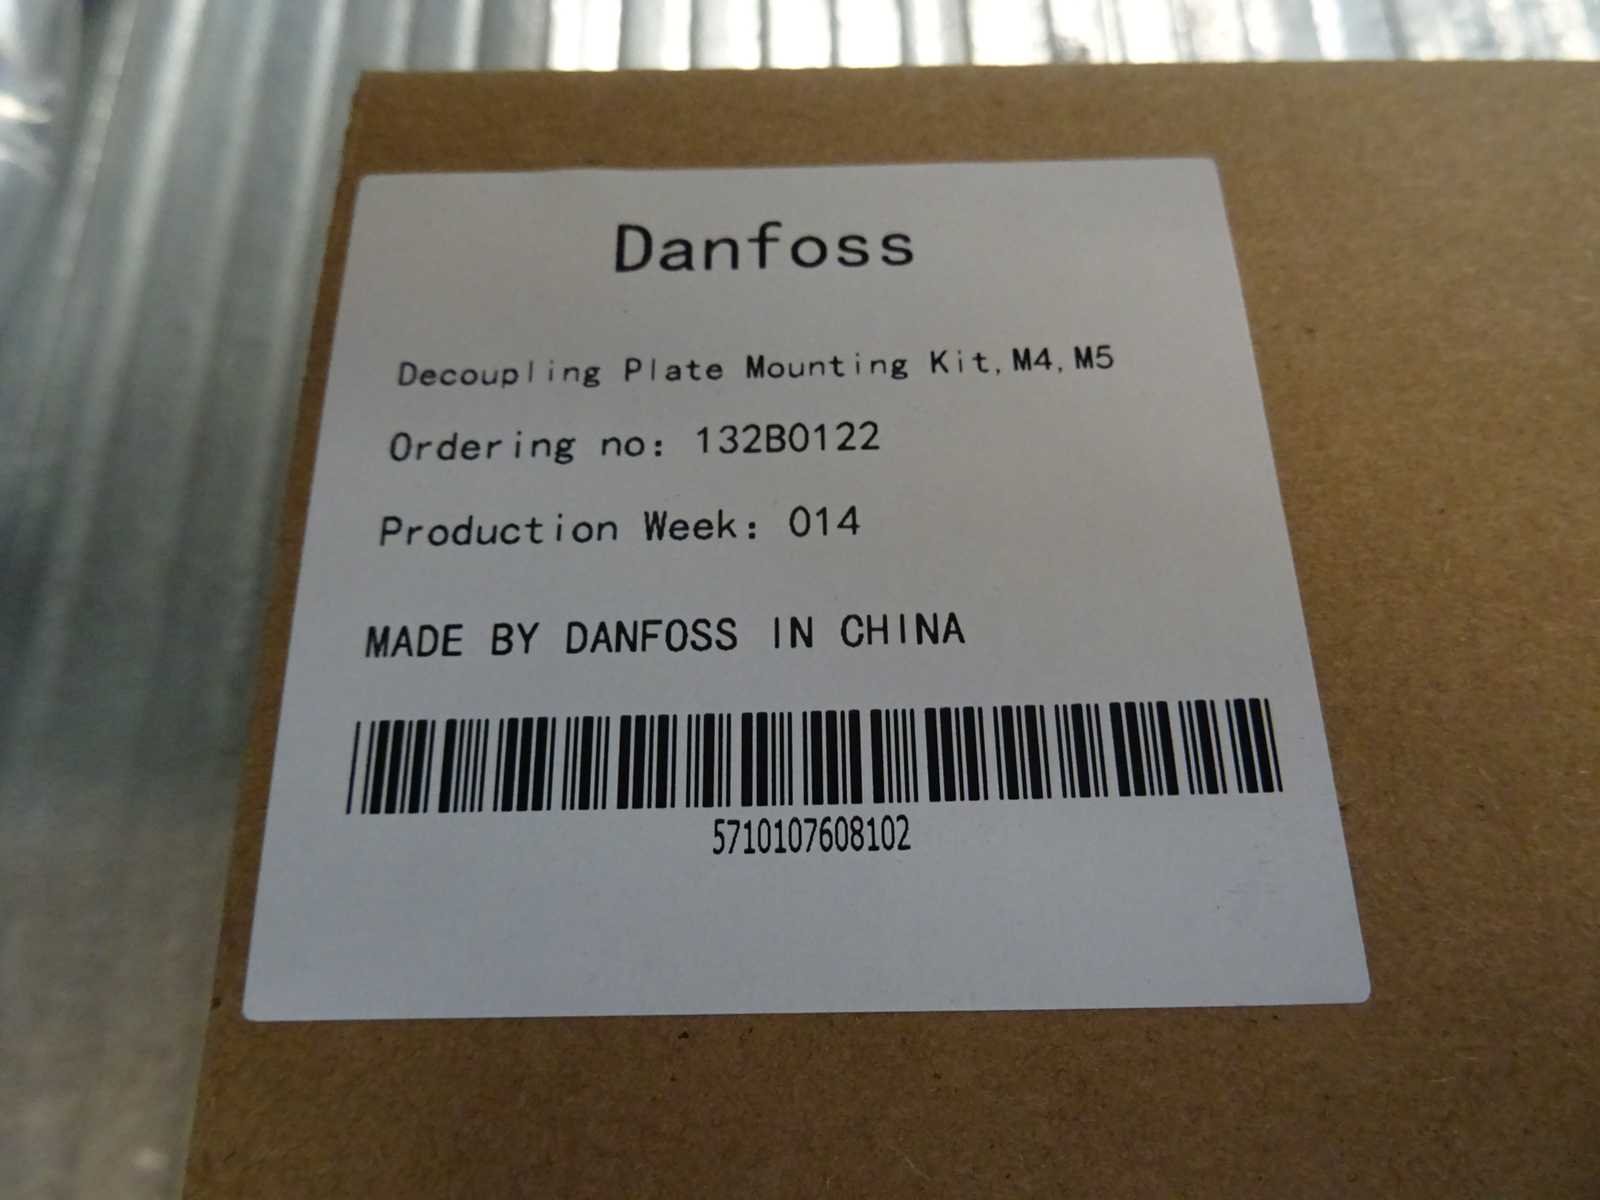 Danfoss
Decoupling Plate Mounting Kit, M4, M5
Ordering no: 132B0122
Production Week: 014
MADE BY DANFOSS IN CHINA
5710107608102